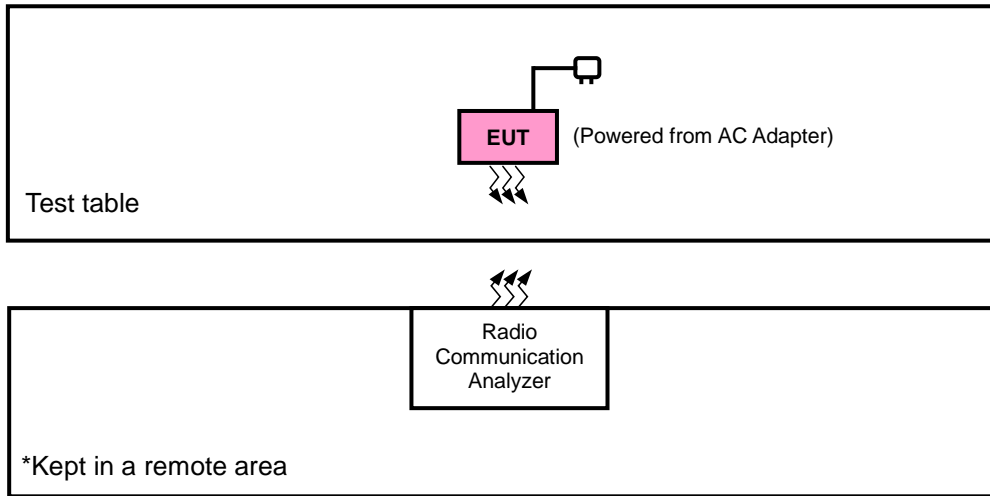 EUT
(Powered from AC Adapter)
Test table
Radio
Communication
Analyzer
*Kept in a remote area